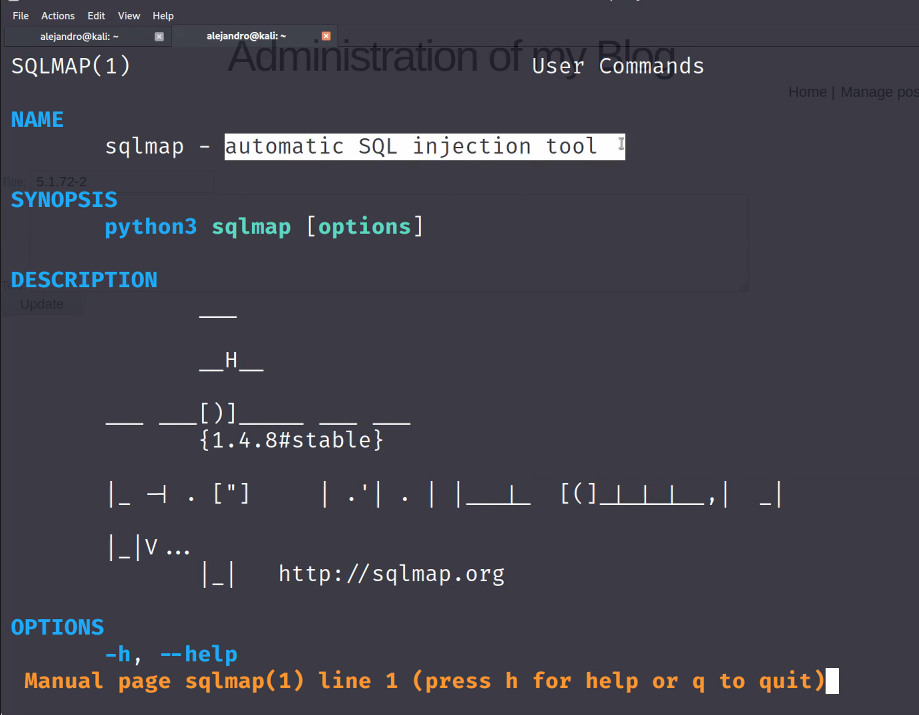 File Actions Edit View Help
alejandro@kali: ~ alejandro@kali: ~
Administration of my Blog
SQLMAP(1) User Commands
Home | Manage pos
NAME
sqlmap - automatic SQL injection tool
Title: 5.1.72-2
SYNOPSIS
python3 sqlmap [options]
DESCRIPTION
Update
___
__H__
___ ___[)]_____ ___ ___
{1.4.8#stable}
|_ -| . ["] | .'| . | |___|_ [(]_|_|_|__,| _|
|_|V...
|_| http://sqlmap.org
OPTIONS
-h, --help
Manual page sqlmap(1) line 1 (press h for help or q to quit)